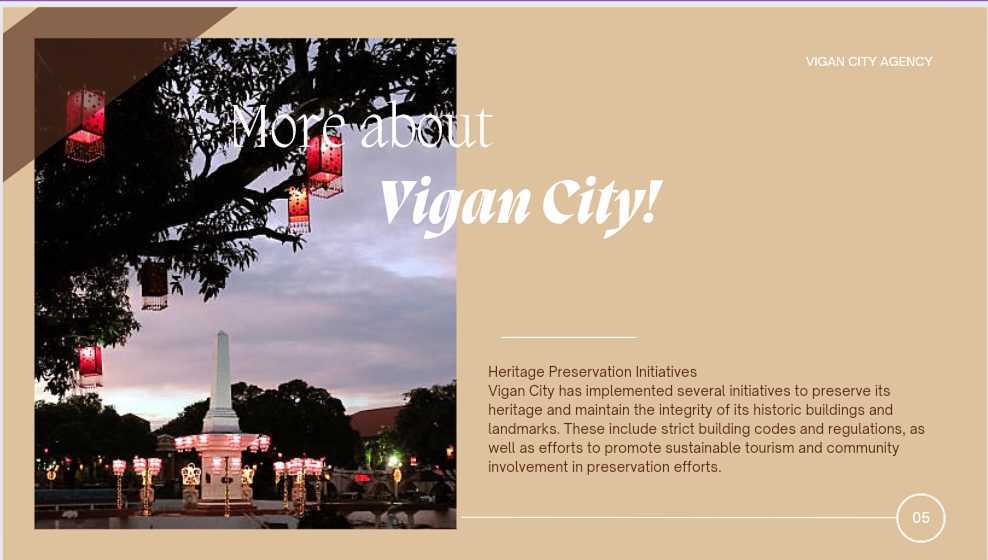 VIGAN CITY AGENCY
More about
Vigan City!
Heritage Preservation Initiatives
Vigan City has implemented several initiatives to preserve its
heritage and maintain the integrity of its historic buildings and
landmarks. These include strict building codes and regulations, as
well as efforts to promote sustainable tourism and community
involvement in preservation efforts.
05